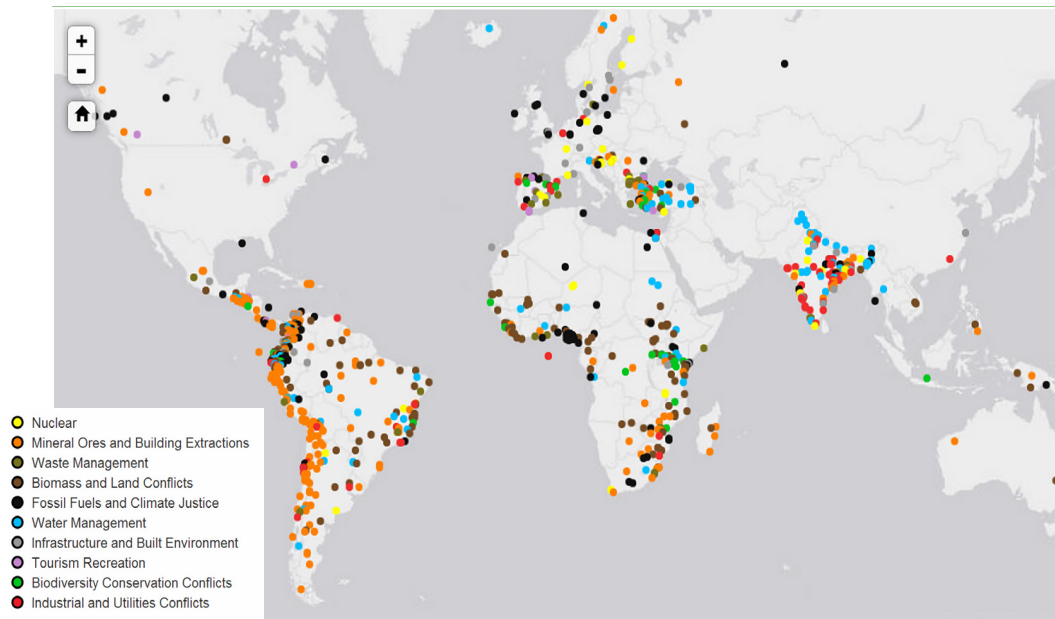 +
-
Nuclear
Mineral Ores and Building Extractions
Waste Management
Biomass and Land Conflicts
Fossil Fuels and Climate Justice
Water Management
Infrastructure and Built Environment
Tourism Recreation
Biodiversity Conservation Conflicts
Industrial and Utilities Conflicts